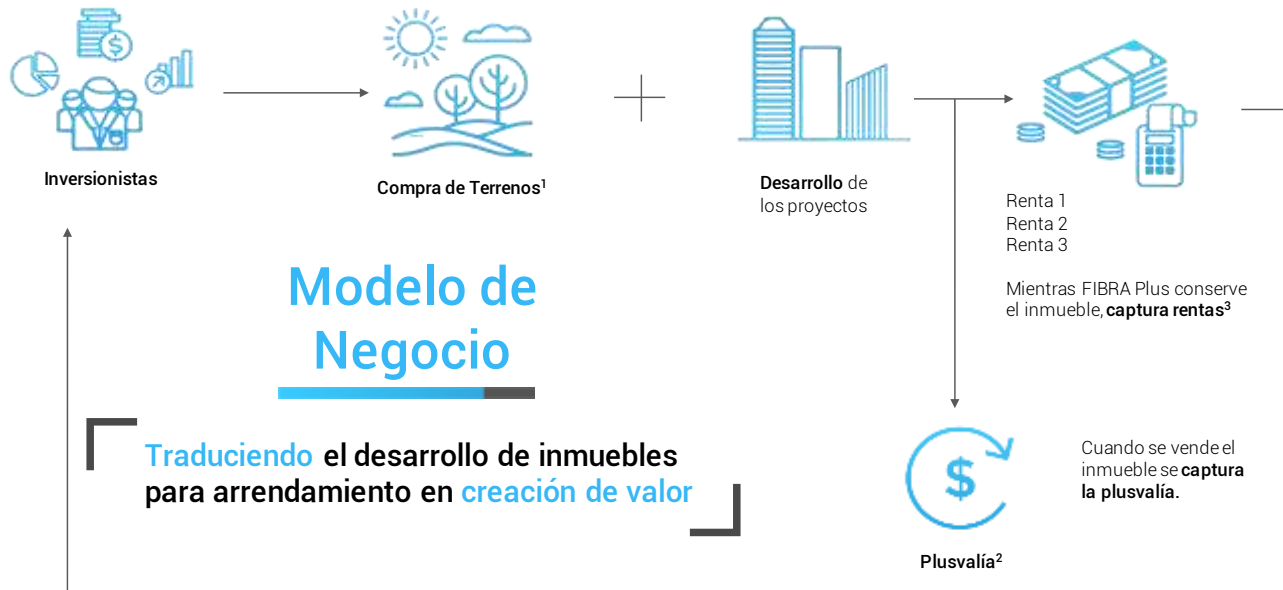 Inversionistas
Compra de Terrenos¹
Desarrollo de
los proyectos
Renta 1
Renta 2
Renta 3
Mientras FIBRA Plus conserve
el inmueble, captura rentas³
Modelo de
Negocio
Traduciendo el desarrollo de inmuebles
para arrendamiento en creación de valor
$
Cuando se vende el
inmueble se captura
la plusvalía.
Plusvalía²